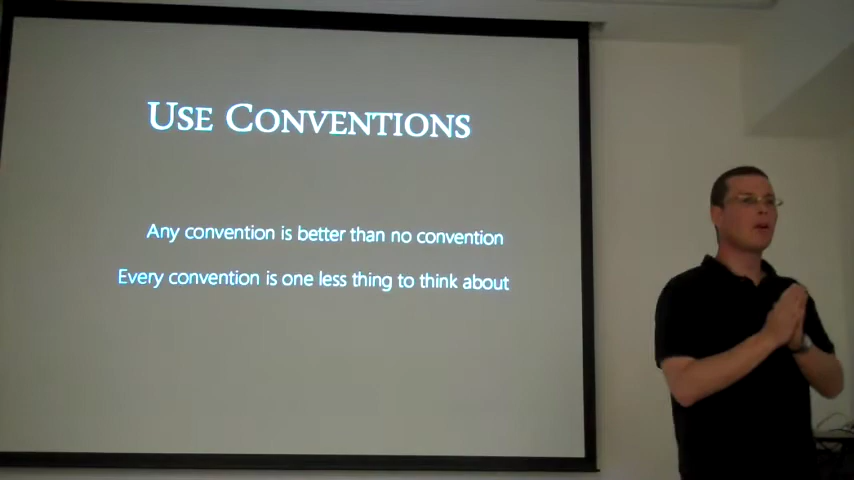 Use Conventions
Any convention is better than no convention
Every convention is one less thing to think about